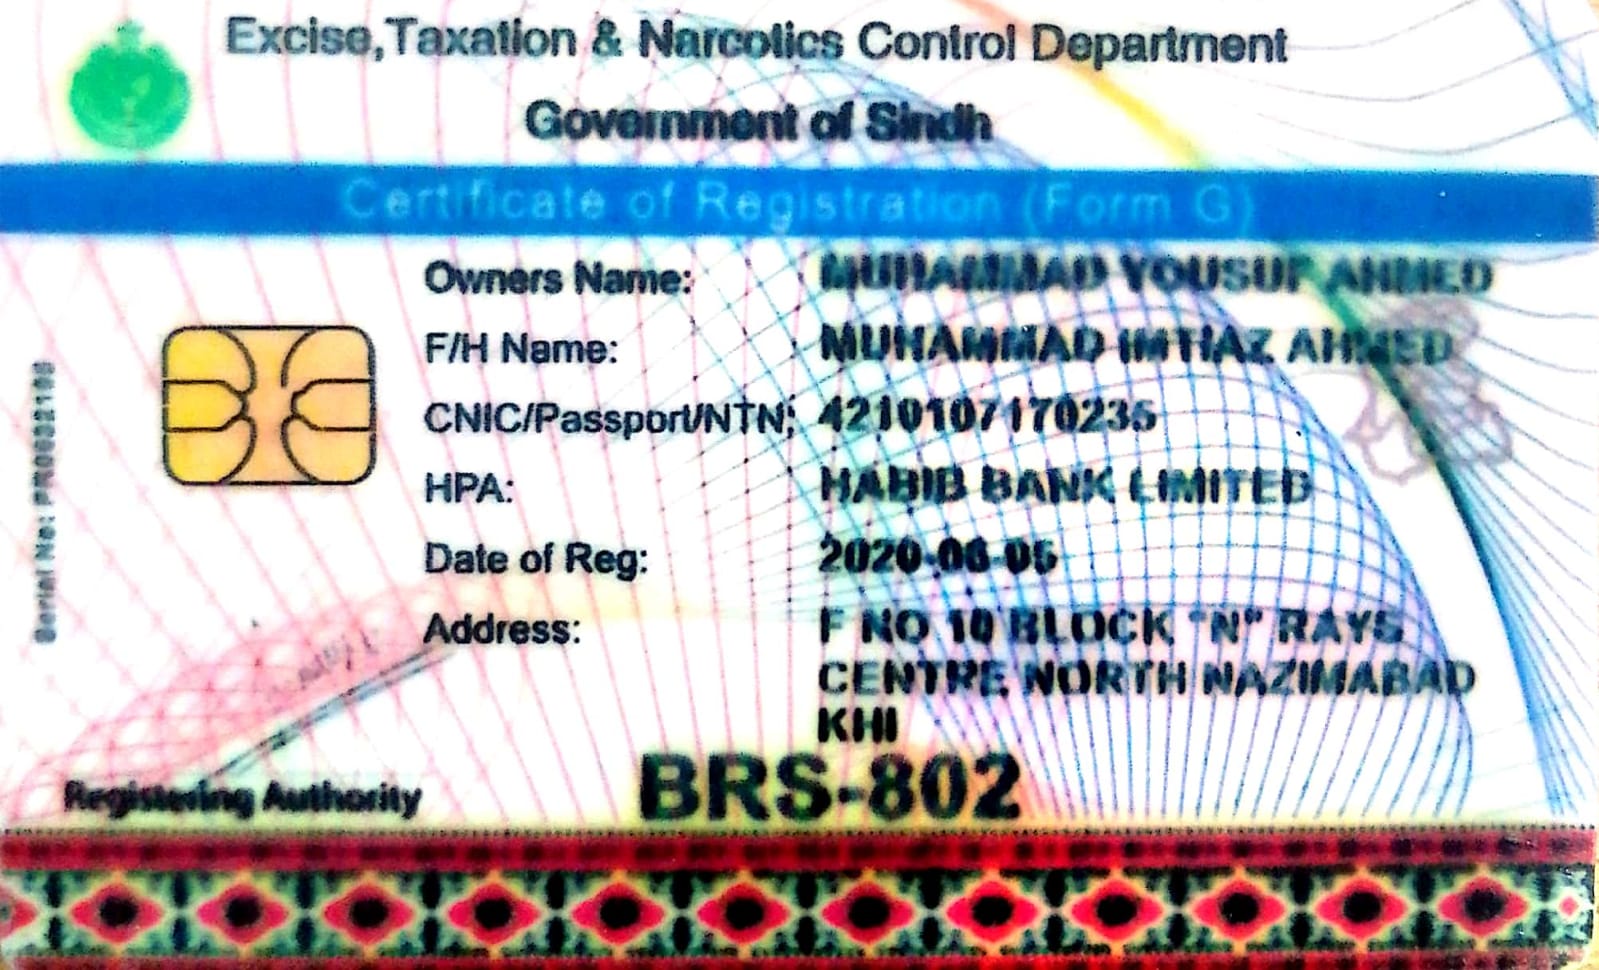 Excise, Taxation & Narcotics Control Department
Government of Sindh
Certificate of Registration (Form G)
Owners Name: MUHAMMAD YOUSUF AHMED
F/H Name: MUHAMMAD IMTIAZ AHMED
CNIC/Passport/NTN: 4210107170235
HPA: HABIB BANK LIMITED
Date of Reg: 2020-06-05
Address: F NO 10 BLOCK "N" RAYS
CENTRE NORTH NAZIMABAD
KHI
Serial No:
Registering Authority
BRS-802